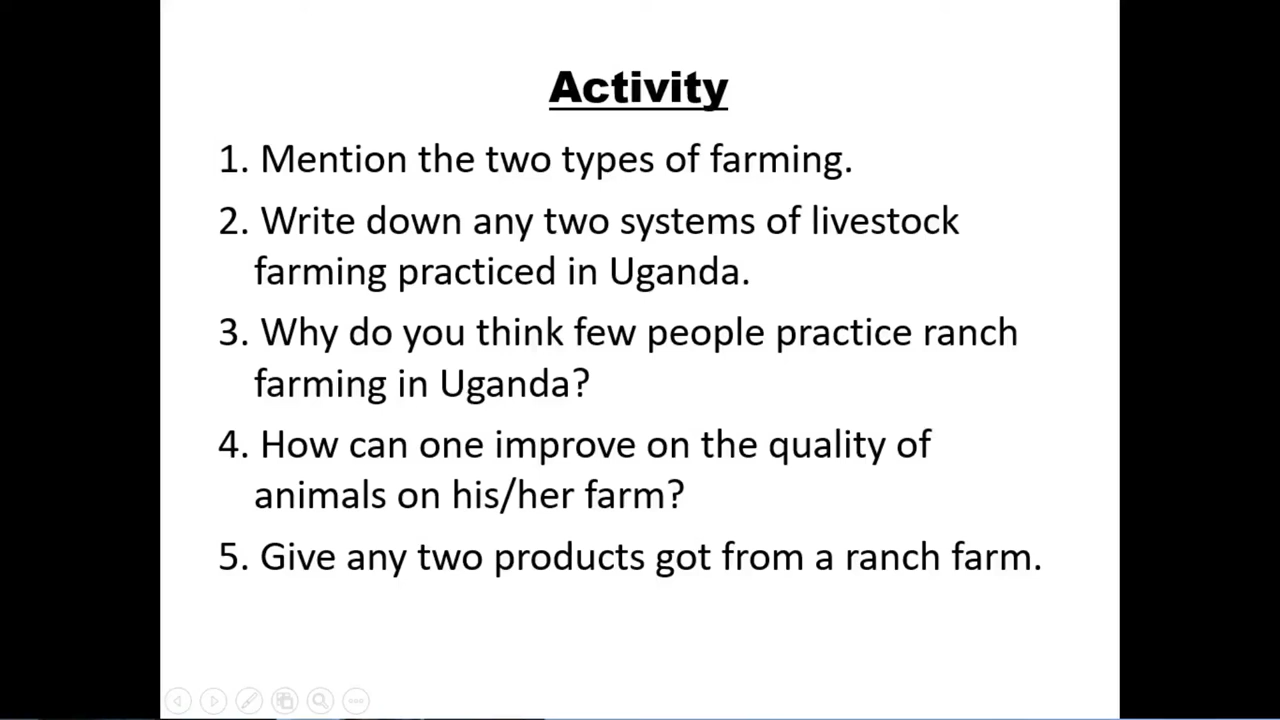 Activity
1. Mention the two types of farming.
2. Write down any two systems of livestock
farming practiced in Uganda.
3. Why do you think few people practice ranch
farming in Uganda?
4. How can one improve on the quality of
animals on his/her farm?
5. Give any two products got from a ranch farm.